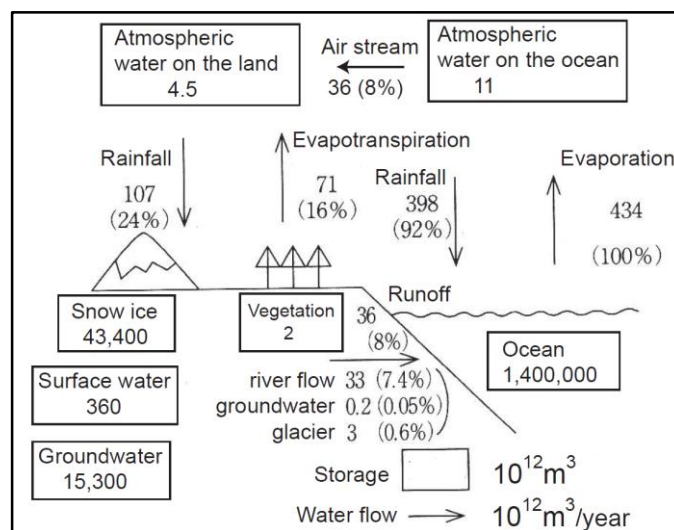 Atmospheric
water on the land
4.5
Air stream
36 (8%)
Atmospheric
water on the ocean
11
Rainfall
107
(24%)
Evapotranspiration
71
(16%)
Rainfall
398
(92%)
Evaporation
434
(100%)
Snow ice
43,400
Vegetation
2
Runoff
36
(8%)
Ocean
1,400,000
Surface water
360
river flow 33 (7.4%)
groundwater 0.2 (0.05%)
glacier 3 (0.6%)
Groundwater
15,300
Storage 10¹²m³
Water flow 10¹²m³/year